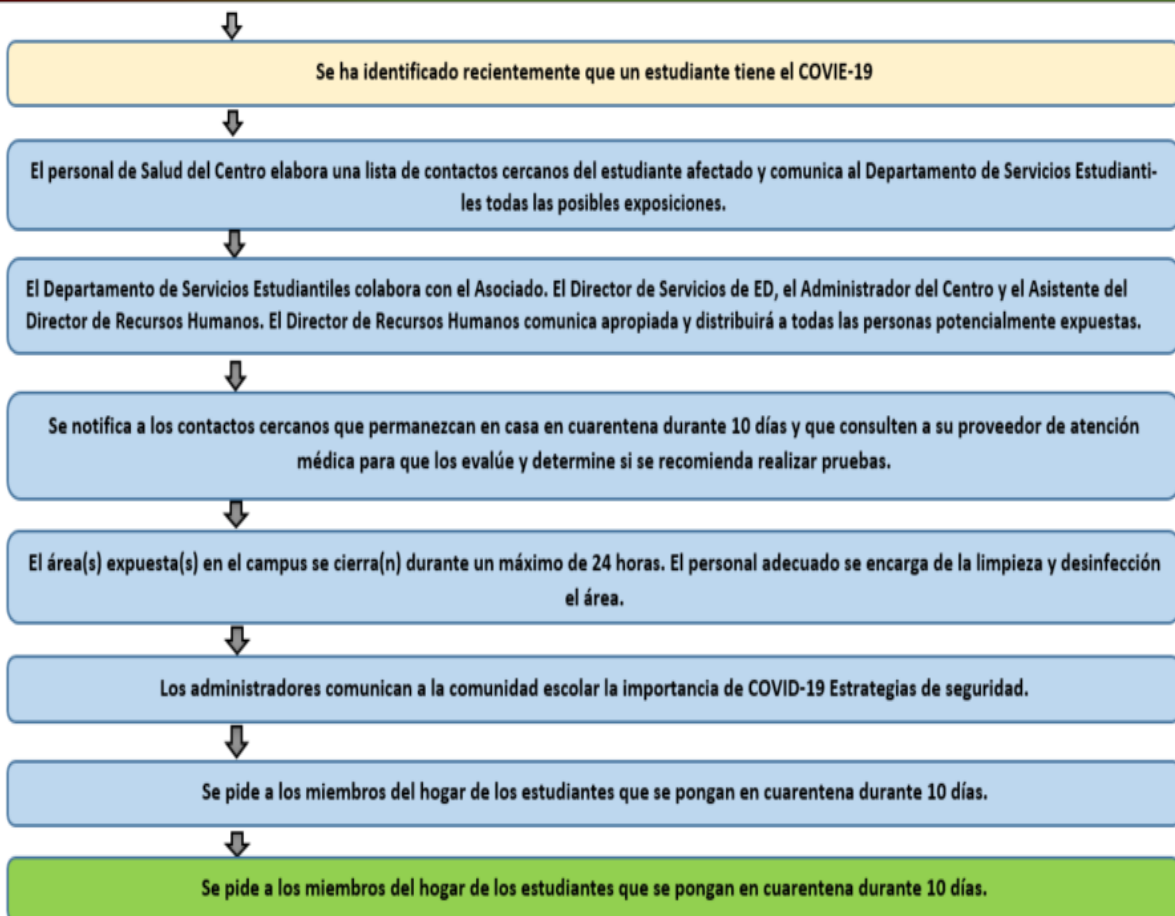 Se ha identificado recientemente que un estudiante tiene el COVIE-19
El personal de Salud del Centro elabora una lista de contactos cercanos del estudiante afectado y comunica al Departamento de Servicios Estudianti-
les todas las posibles exposiciones.
El Departamento de Servicios Estudiantiles colabora con el Asociado. El Director de Servicios de ED, el Administrador del Centro y el Asistente del
Director de Recursos Humanos. El Director de Recursos Humanos comunica apropiada y distribuirá a todas las personas potencialmente expuestas.
Se notifica a los contactos cercanos que permanezcan en casa en cuarentena durante 10 días y que consulten a su proveedor de atención
médica para que los evalúe y determine si se recomienda realizar pruebas.
El área(s) expuesta(s) en el campus se cierra(n) durante un máximo de 24 horas. El personal adecuado se encarga de la limpieza y desinfección
el área.
Los administradores comunican a la comunidad escolar la importancia de COVID-19 Estrategias de seguridad.
Se pide a los miembros del hogar de los estudiantes que se pongan en cuarentena durante 10 días.
Se pide a los miembros del hogar de los estudiantes que se pongan en cuarentena durante 10 días.